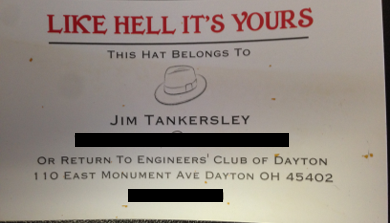 LIKE HELL IT'S YOURS
THIS HAT BELONGS TO
JIM TANKERSLEY
OR RETURN TO ENGINEERS' CLUB OF DAYTON
110 EAST MONUMENT AVE DAYTON OH 45402